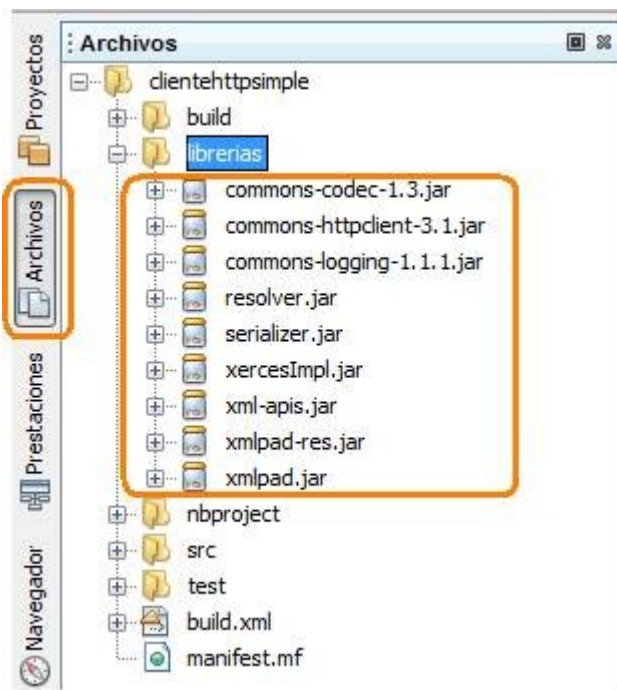 Proyectos
Archivos
Prestaciones
Navegador
Archivos
clientehttpsimple
build
librerias
commons-codec-1.3.jar
commons-httpclient-3.1.jar
commons-logging-1.1.1.jar
resolver.jar
serializer.jar
xercesImpl.jar
xml-apis.jar
xmlpad-res.jar
xmlpad.jar
nbproject
src
test
build.xml
manifest.mf